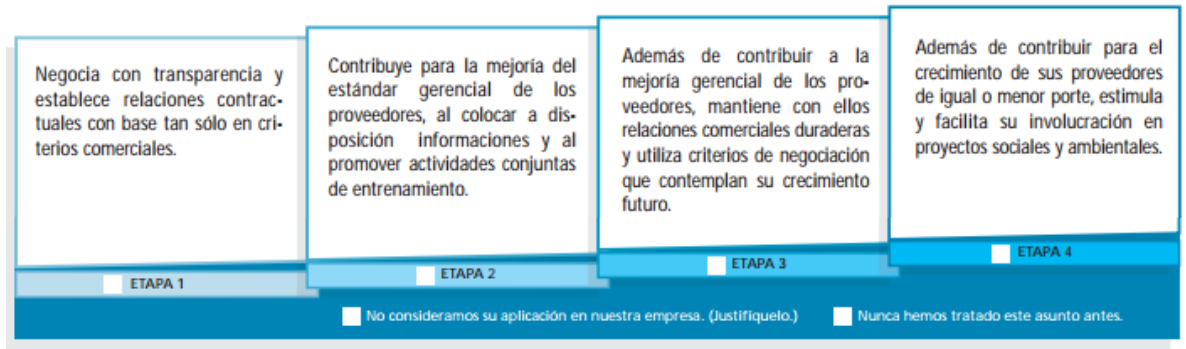 Negocia con transparencia y
establece relaciones contrac-
tuales con base tan sólo en cri-
terios comerciales.
ETAPA 1
Contribuye para la mejoría del
estándar gerencial de los
proveedores, al colocar a dis-
posición informaciones y al
promover actividades conjuntas
de entrenamiento.
ETAPA 2
Además de contribuir a la
mejoría gerencial de los pro-
veedores, mantiene con ellos
relaciones comerciales duraderas
y utiliza criterios de negociación
que contemplan su crecimiento
futuro.
ETAPA 3
Además de contribuir para el
crecimiento de sus proveedores
de igual o menor porte, estimula
y facilita su involucración en
proyectos sociales y ambientales.
ETAPA 4
No consideramos su aplicación en nuestra empresa. (Justifíquelo.)
Nunca hemos tratado este asunto antes.